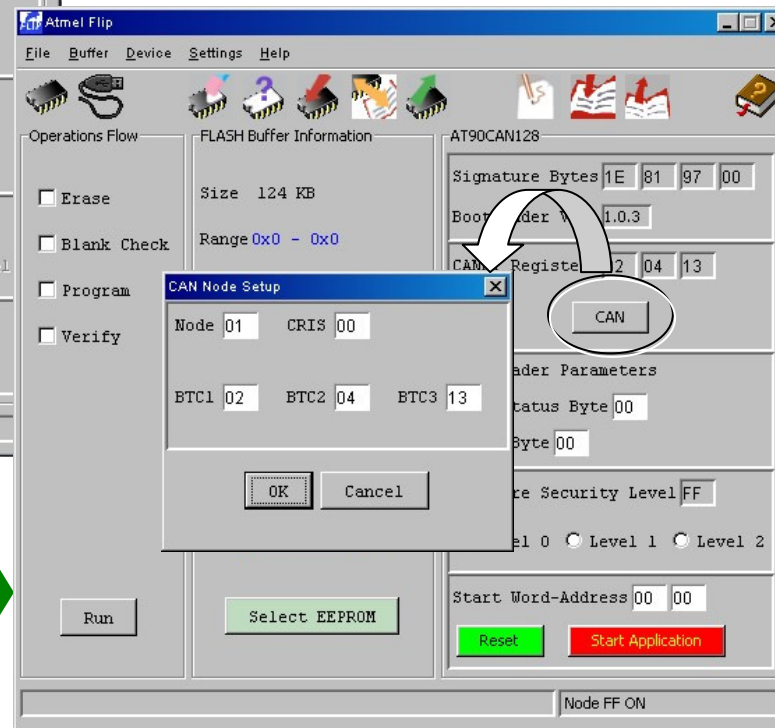 Atmel Flip
File Buffer Device Settings Help
Operations Flow
Erase
Blank Check
Program
Verify
Run
FLASH Buffer Information
Size 124 KB
Range 0x0 - 0x0
Select EEPROM
AT90CAN128
Signature Bytes 1E 81 97 00
Boot 1.0.3
04 13
CAN
Parameters
Byte 00
Byte 00
Security Level FF
0 Level 1 Level 2
Start Word-Address 00 00
Reset Start Application
CAN Node Setup
Node 01 CRIS 00
BTC1 02 BTC2 04 BTC3 13
OK Cancel
Node FF ON